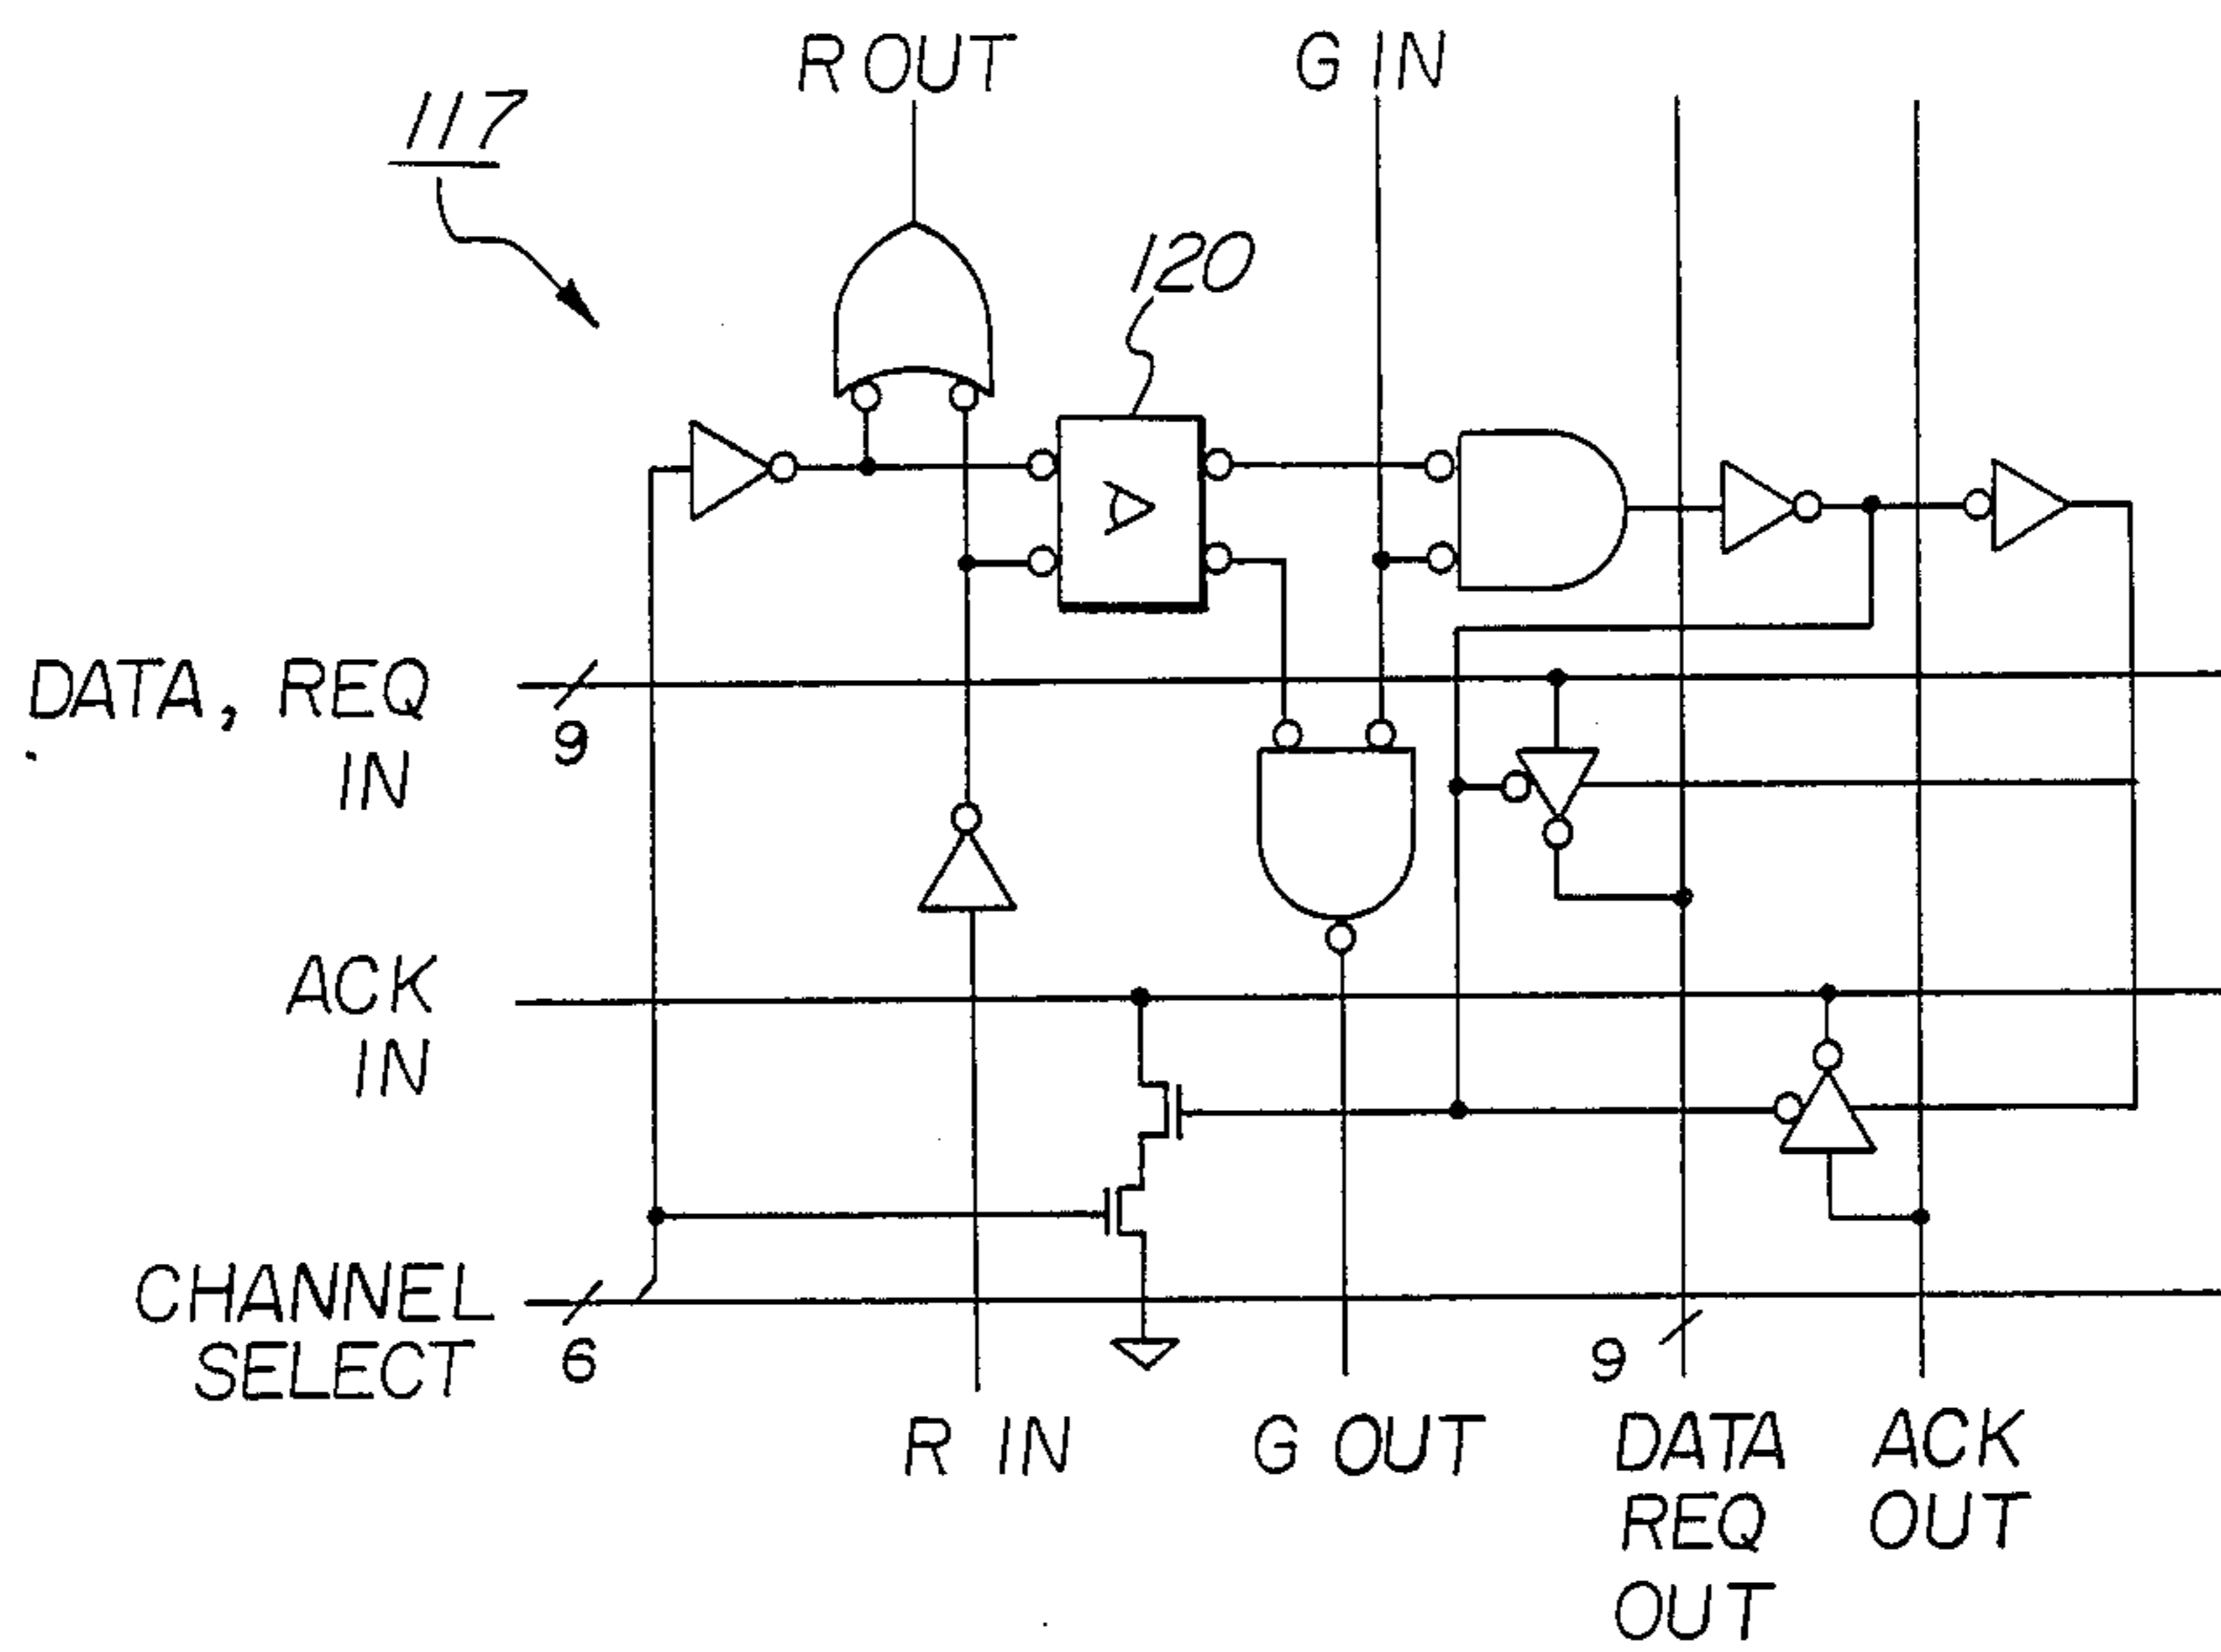 R OUT
G IN
117
120
DATA, REQ
IN
9
ACK
IN
CHANNEL
SELECT
6
9
R IN
G OUT
DATA
REQ
OUT
ACK
OUT